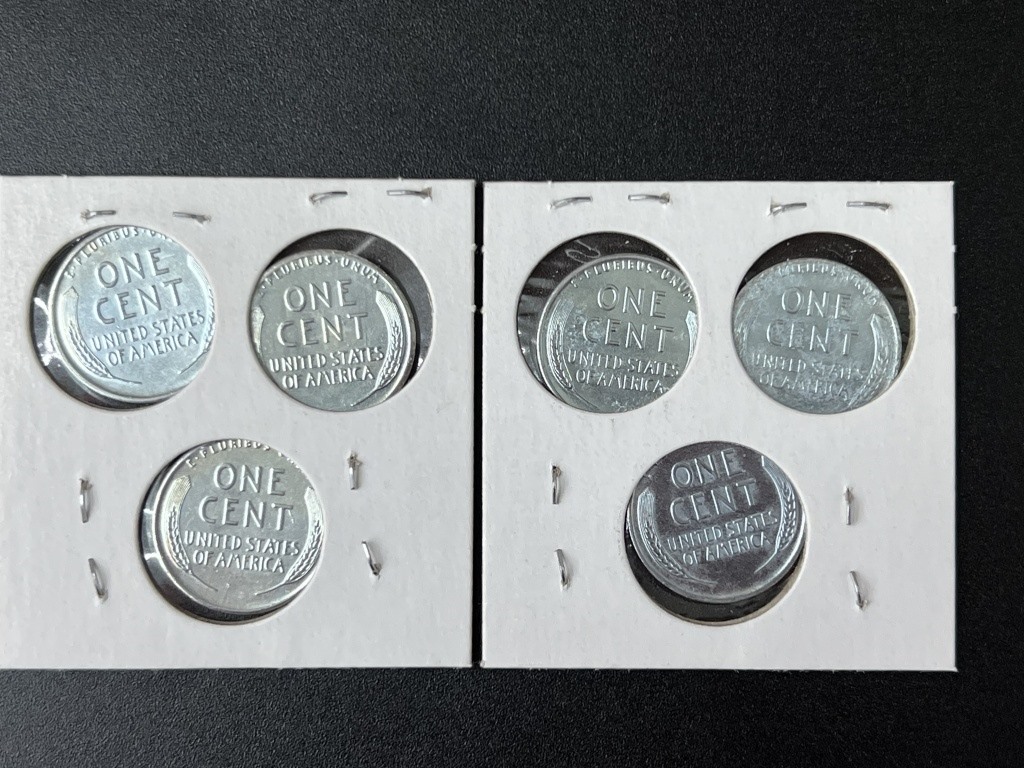 E·PLURIBUS·
ONE
CENT
UNITED STATES
OF AMERICA
PLURIBUS·UNUM
ONE
CENT
UNITED STATES
OF AMERICA
E·PLURIBUS
ONE
CENT
UNITED STATES
OF AMERICA
E·PLURIBUS·UNUM
ONE
CENT
UNITED STATES
OF AMERICA
PLURIBUS·UNUM
ONE
CENT
UNITED STATES
OF AMERICA
ONE
CENT
UNITED STATES
OF AMERICA